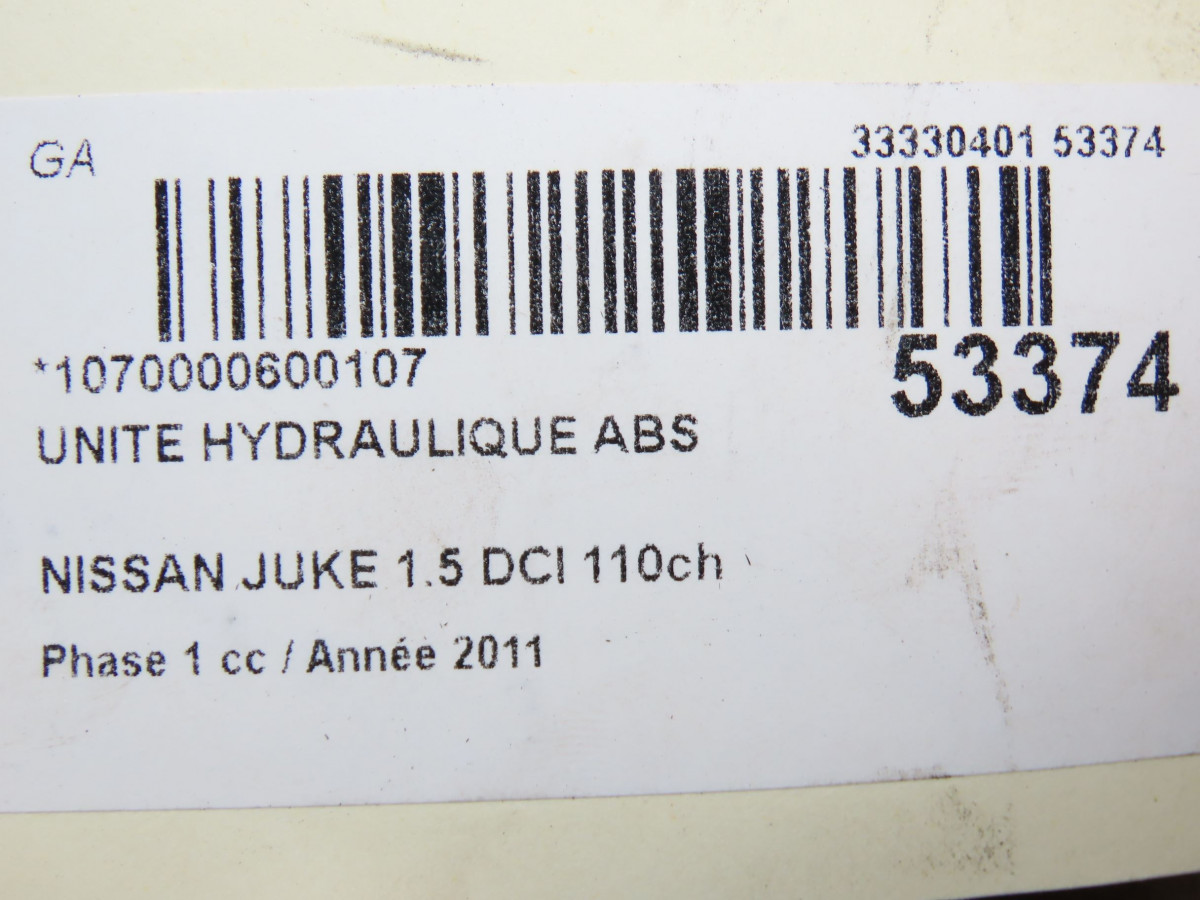 GA
33330401 53374
*1070000600107
53374
UNITE HYDRAULIQUE ABS
NISSAN JUKE 1.5 DCI 110ch
Phase 1 cc / Année 2011